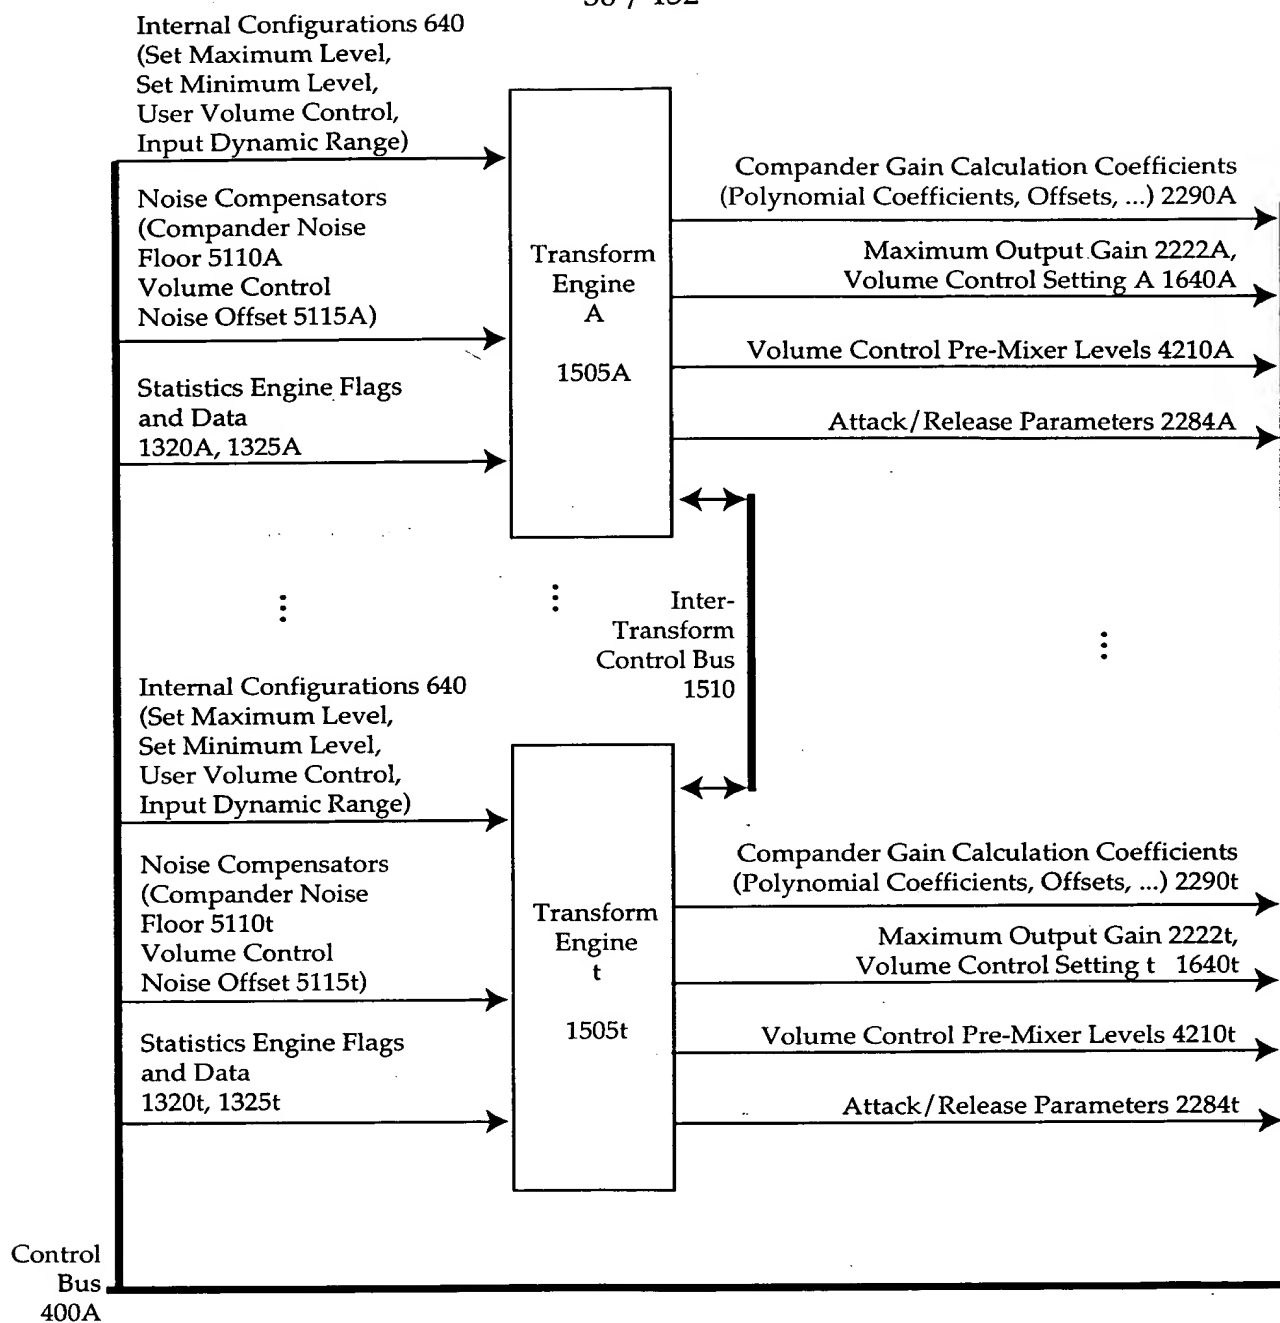 Internal Configurations 640
(Set Maximum Level,
Set Minimum Level,
User Volume Control,
Input Dynamic Range)
Noise Compensators
(Compander Noise
Floor 5110A
Volume Control
Noise Offset 5115A)
Statistics Engine Flags
and Data
1320A, 1325A
Transform
Engine
A
1505A
Compander Gain Calculation Coefficients
(Polynomial Coefficients, Offsets, ...) 2290A
Maximum Output Gain 2222A,
Volume Control Setting A 1640A
Volume Control Pre-Mixer Levels 4210A
Attack/Release Parameters 2284A
Inter-
Transform
Control Bus
1510
Internal Configurations 640
(Set Maximum Level,
Set Minimum Level,
User Volume Control,
Input Dynamic Range)
Noise Compensators
(Compander Noise
Floor 5110t
Volume Control
Noise Offset 5115t)
Statistics Engine Flags
and Data
1320t, 1325t
Transform
Engine
t
1505t
Compander Gain Calculation Coefficients
(Polynomial Coefficients, Offsets, ...) 2290t
Maximum Output Gain 2222t,
Volume Control Setting t 1640t
Volume Control Pre-Mixer Levels 4210t
Attack/Release Parameters 2284t
Control
Bus
400A